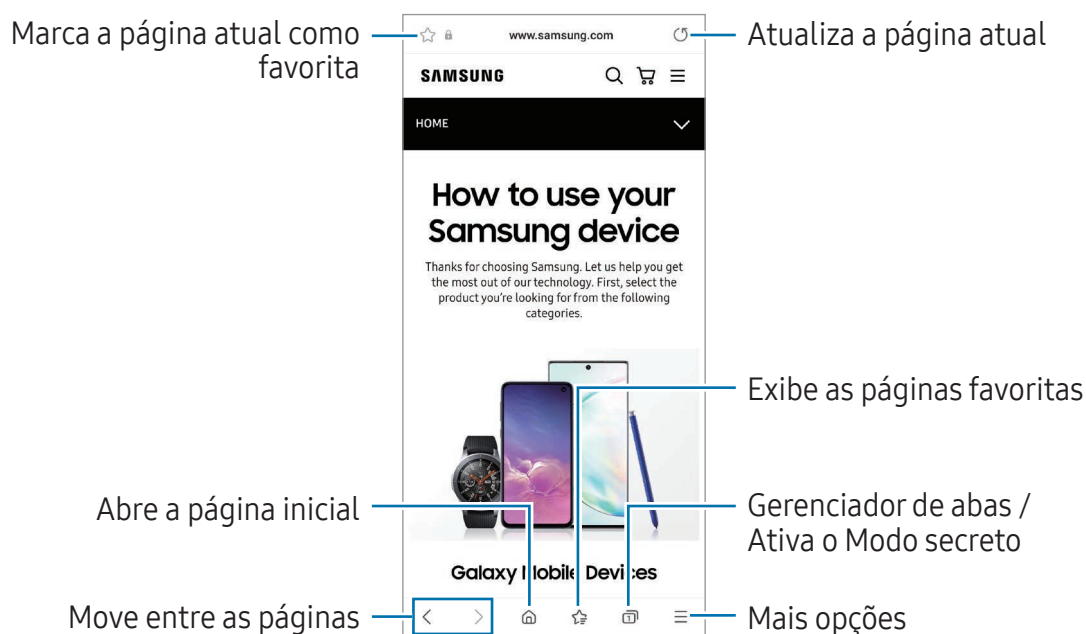 Marca a página atual como
favorita
www.samsung.com
Atualiza a página atual
SAMSUNG
HOME
How to use your
Samsung device
Thanks for choosing Samsung. Let us help you get
the most out of our technology. First, select the
product you're looking for from the following
categories.
Exibe as páginas favoritas
Abre a página inicial
Gerenciador de abas /
Ativa o Modo secreto
Galaxy Mobile Devices
Move entre as páginas
1
Mais opções